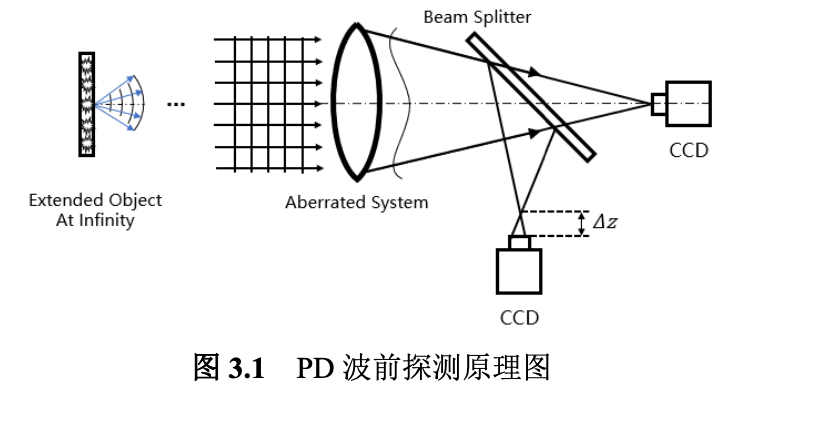 Beam Splitter
...
CCD
Extended Object
At Infinity
Aberrated System
Δz
CCD
图 3.1 PD 波前探测原理图